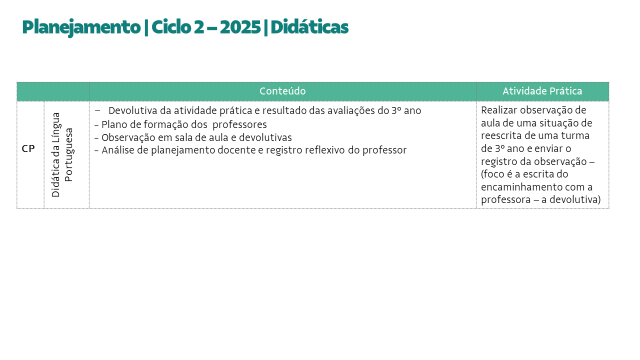 Planejamento | Ciclo 2 – 2025 | Didáticas
Conteúdo
Atividade Prática
CP
Didática da Língua
Portuguesa
– Devolutiva da atividade prática e resultado das avaliações do 3º ano
- Plano de formação dos professores
- Observação em sala de aula e devolutivas
- Análise de planejamento docente e registro reflexivo do professor
Realizar observação de
aula de uma situação de
reescrita de uma turma
de 3º ano e enviar o
registro da observação –
(foco é a escrita do
encaminhamento com a
professora – a devolutiva)